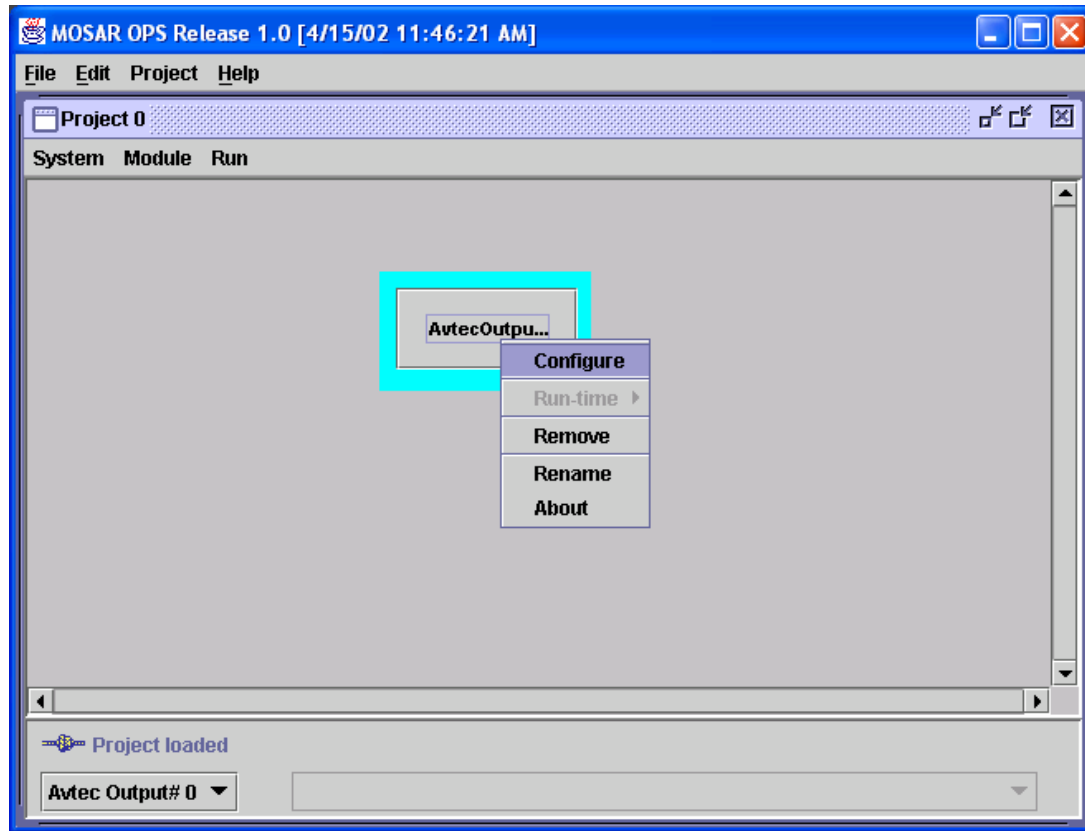 MOSAR OPS Release 1.0 [4/15/02 11:46:21 AM]
File Edit Project Help
Project 0
System Module Run
AvtecOutpu...
Configure
Run-time
Remove
Rename
About
Project loaded
Avtec Output# 0